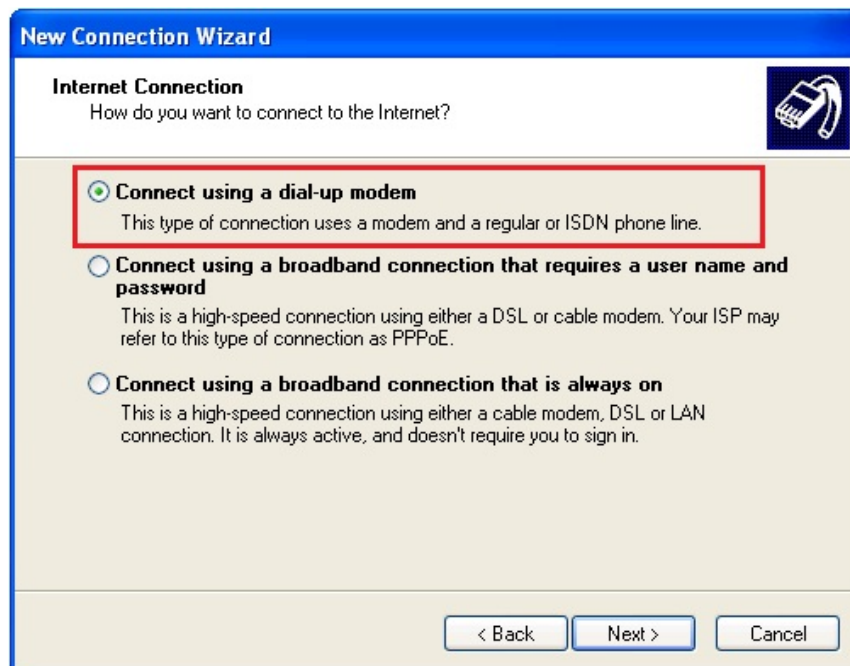 New Connection Wizard
Internet Connection
How do you want to connect to the Internet?
Connect using a dial-up modem
This type of connection uses a modem and a regular or ISDN phone line.
Connect using a broadband connection that requires a user name and
password
This is a high-speed connection using either a DSL or cable modem. Your ISP may
refer to this type of connection as PPPoE.
Connect using a broadband connection that is always on
This is a high-speed connection using either a cable modem, DSL or LAN
connection. It is always active, and doesn't require you to sign in.
< Back Next > Cancel